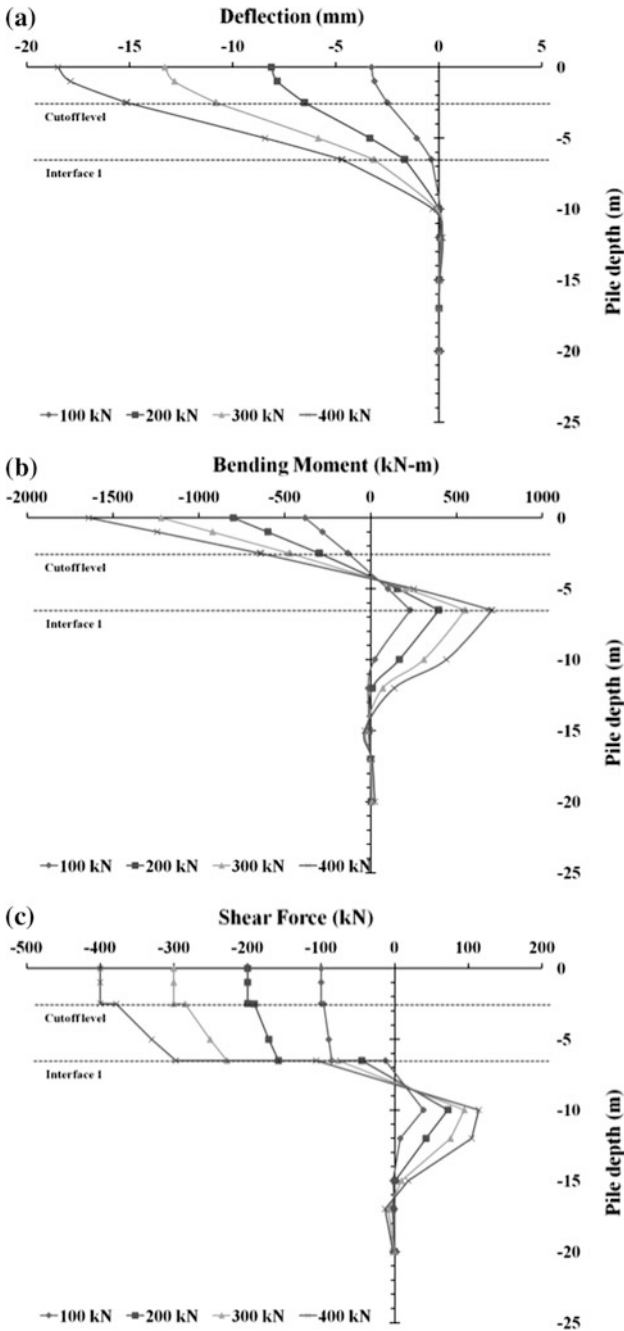 (a)
Deflection (mm)
-20 -15 -10 -5 0 5
0
Cutoff level
-5
Interface 1
-10
-15
-20
-25
Pile depth (m)
100 kN 200 kN 300 kN 400 kN
(b)
Bending Moment (kN-m)
-2000 -1500 -1000 -500 0 500 1000
0
Cutoff level
-5
Interface 1
-10
-15
-20
-25
Pile depth (m)
100 kN 200 kN 300 kN 400 kN
(c)
Shear Force (kN)
-500 -400 -300 -200 -100 0 100 200
0
Cutoff level
-5
Interface 1
-10
-15
-20
-25
Pile depth (m)
100 kN 200 kN 300 kN 400 kN